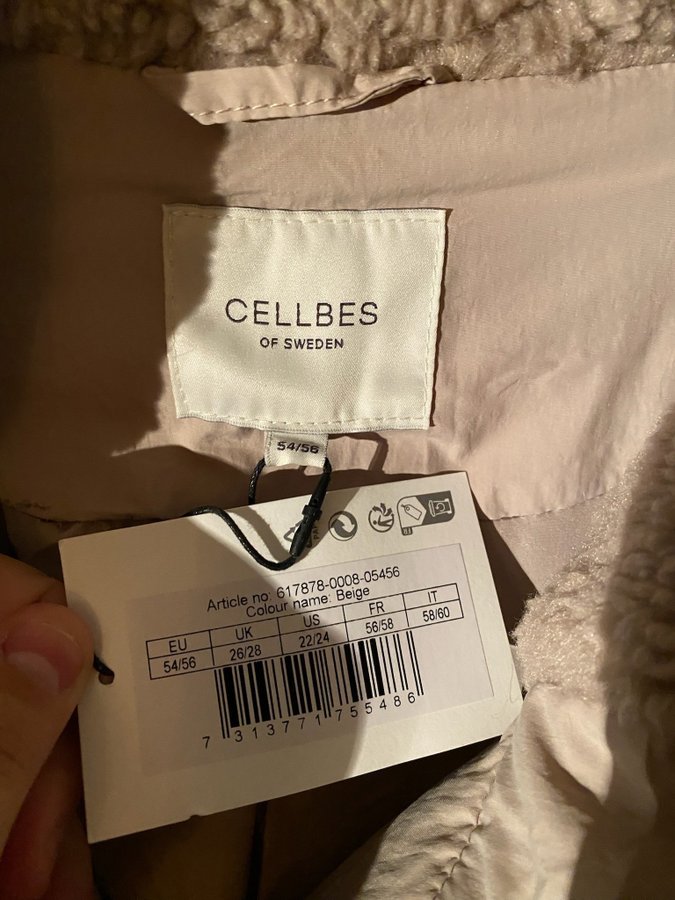 CELLBES
OF SWEDEN
54/56
Article no: 617878-0008-05456
Colour name: Beige
EU UK US FR IT
54/56 26/28 22/24 56/58 58/60
7 313771 755486